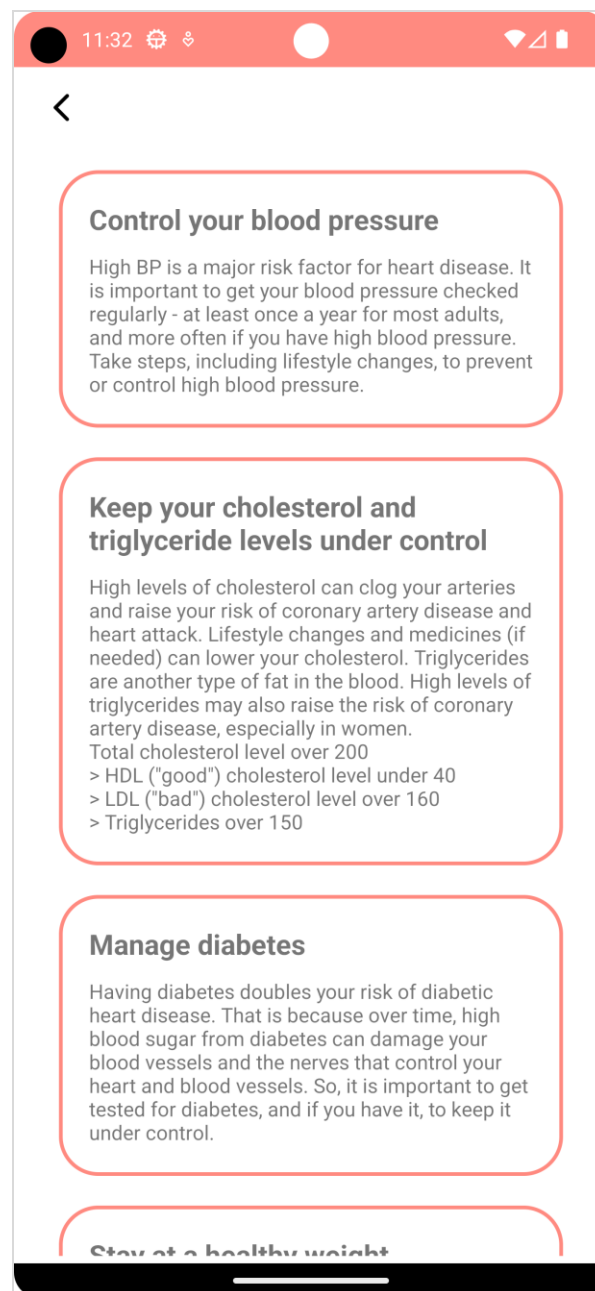 11:32
Control your blood pressure
High BP is a major risk factor for heart disease. It
is important to get your blood pressure checked
regularly - at least once a year for most adults,
and more often if you have high blood pressure.
Take steps, including lifestyle changes, to prevent
or control high blood pressure.
Keep your cholesterol and
triglyceride levels under control
High levels of cholesterol can clog your arteries
and raise your risk of coronary artery disease and
heart attack. Lifestyle changes and medicines (if
needed) can lower your cholesterol. Triglycerides
are another type of fat in the blood. High levels of
triglycerides may also raise the risk of coronary
artery disease, especially in women.
Total cholesterol level over 200
> HDL ("good") cholesterol level under 40
> LDL ("bad") cholesterol level over 160
> Triglycerides over 150
Manage diabetes
Having diabetes doubles your risk of diabetic
heart disease. That is because over time, high
blood sugar from diabetes can damage your
blood vessels and the nerves that control your
heart and blood vessels. So, it is important to get
tested for diabetes, and if you have it, to keep it
under control.
Stay at a healthy weight